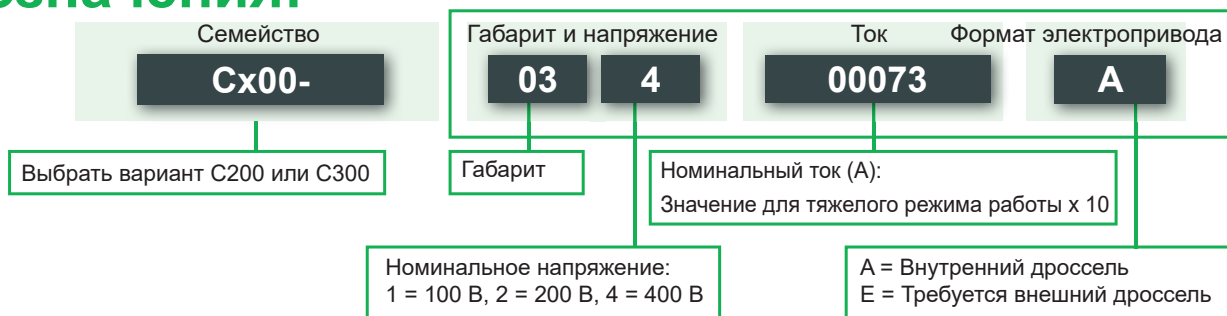 Семейство
Габарит и напряжение
Ток
Формат электропривода
Cx00-
03
4
00073
A
Выбрать вариант C200 или C300
Габарит
Номинальный ток (А):
Значение для тяжелого режима работы x 10
Номинальное напряжение:
1 = 100 В, 2 = 200 В, 4 = 400 В
A = Внутренний дроссель
E = Требуется внешний дроссель